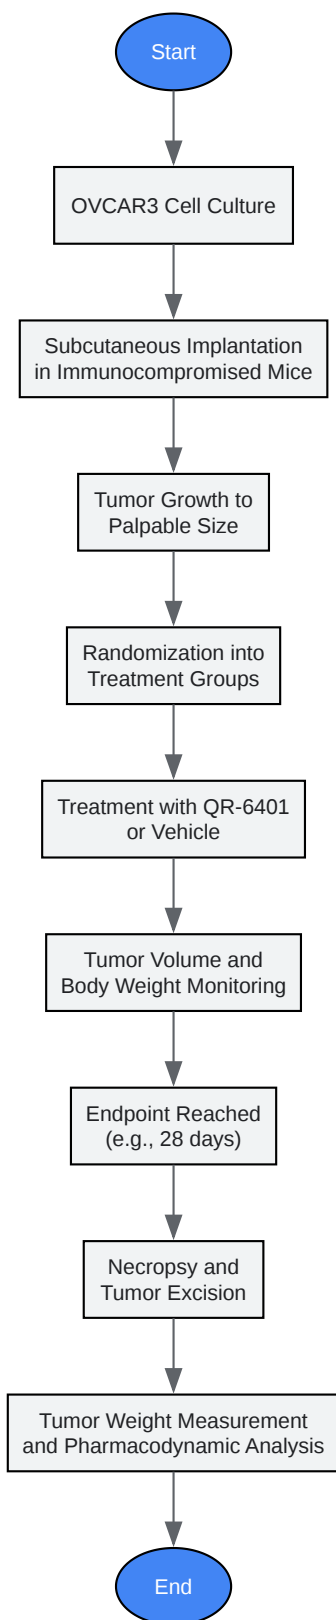 Start
OVCAR3 Cell Culture
Subcutaneous Implantation
in Immunocompromised Mice
Tumor Growth to
Palpable Size
Randomization into
Treatment Groups
Treatment with QR-6401
or Vehicle
Tumor Volume and
Body Weight Monitoring
Endpoint Reached
(e.g., 28 days)
Necropsy and
Tumor Excision
Tumor Weight Measurement
and Pharmacodynamic Analysis
End